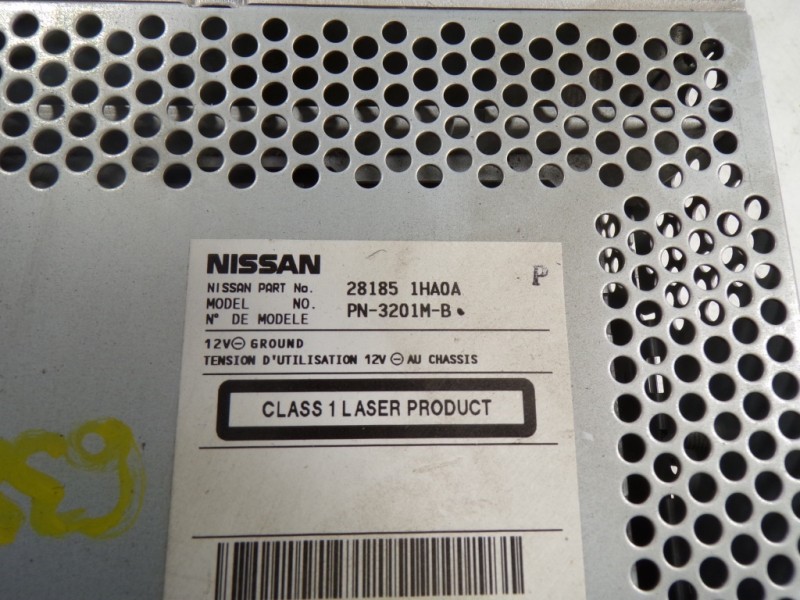 NISSAN
P
NISSAN PART No. 28185 1HA0A
MODEL NO. PN-3201M-B
N° DE MODELE
12V⊖ GROUND
TENSION D'UTILISATION 12V ⊖ AU CHASSIS
CLASS 1 LASER PRODUCT